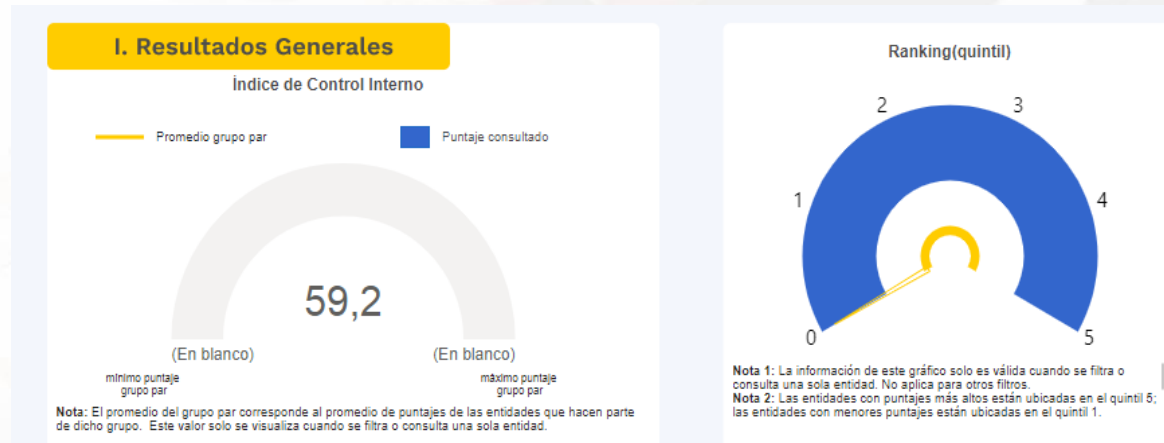 I. Resultados Generales
Índice de Control Interno
Promedio grupo par
Puntaje consultado
59,2
(En blanco)
(En blanco)
mínimo puntaje
grupo par
máximo puntaje
grupo par
Nota: El promedio del grupo par corresponde al promedio de puntajes de las entidades que hacen parte
de dicho grupo. Este valor solo se visualiza cuando se filtra o consulta una sola entidad.
Ranking(quintil)
2
3
1
4
0
5
Nota 1: La información de este gráfico solo es válida cuando se filtra o
consulta una sola entidad. No aplica para otros filtros.
Nota 2: Las entidades con puntajes más altos están ubicadas en el quintil 5;
las entidades con menores puntajes están ubicadas en el quintil 1.